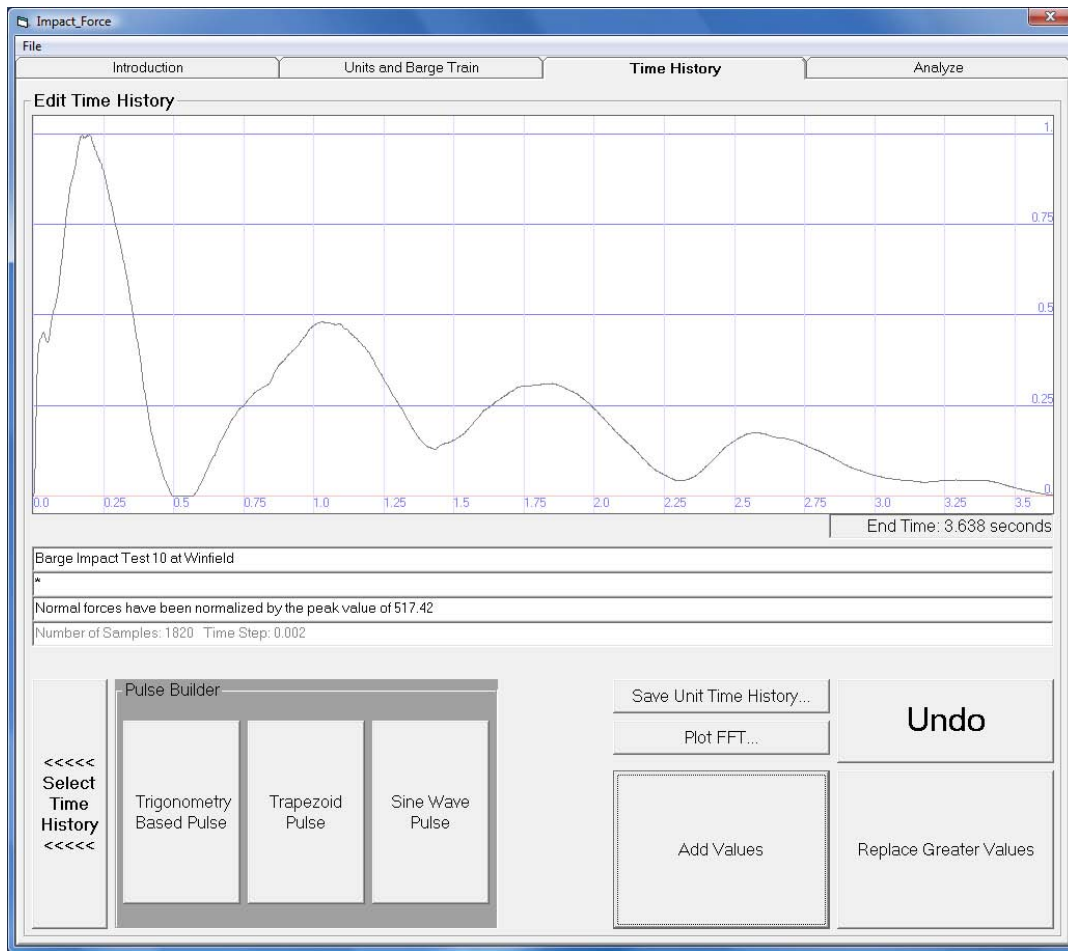 Impact_Force
File
Introduction
Units and Barge Train
Time History
Analyze
Edit Time History
1.
0.75
0.5
0.25
0
0.0 0.25 0.5 0.75 1.0 1.25 1.5 1.75 2.0 2.25 2.5 2.75 3.0 3.25 3.5
End Time: 3.638 seconds
Barge Impact Test 10 at Winfield
*
Normal forces have been normalized by the peak value of 517.42
Number of Samples: 1820 Time Step: 0.002
<<<<<
Select
Time
History
<<<<<
Pulse Builder
Trigonometry
Based Pulse
Trapezoid
Pulse
Sine Wave
Pulse
Save Unit Time History...
Plot FFT...
Undo
Add Values
Replace Greater Values